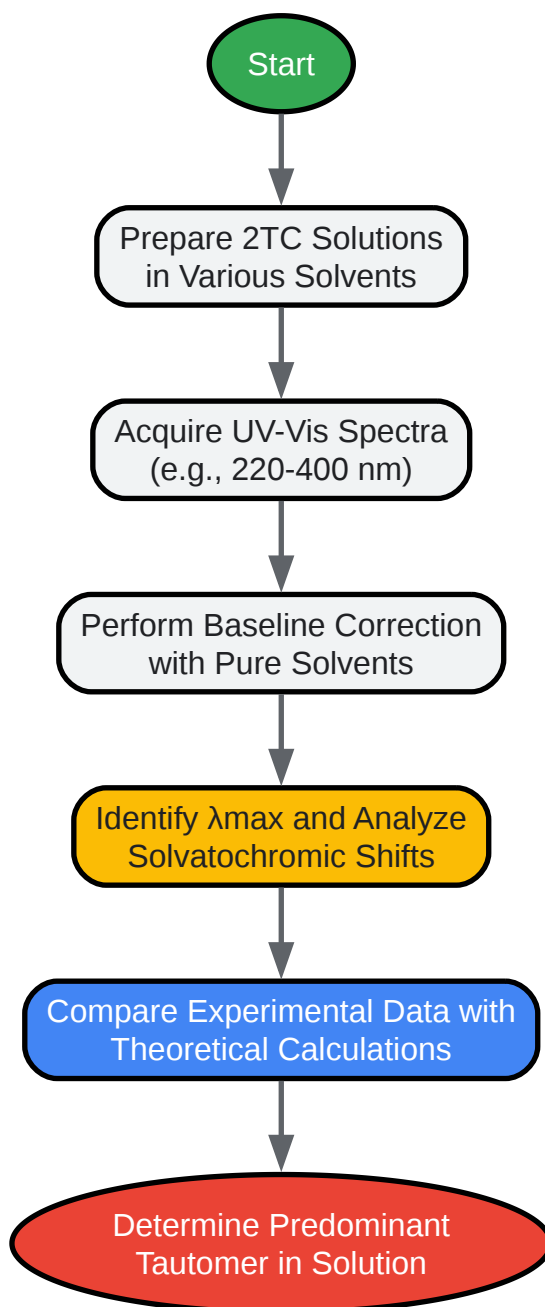 Start
Prepare 2TC Solutions
in Various Solvents
Acquire UV-Vis Spectra
(e.g., 220-400 nm)
Perform Baseline Correction
with Pure Solvents
Identify λmax and Analyze
Solvatochromic Shifts
Compare Experimental Data with
Theoretical Calculations
Determine Predominant
Tautomer in Solution